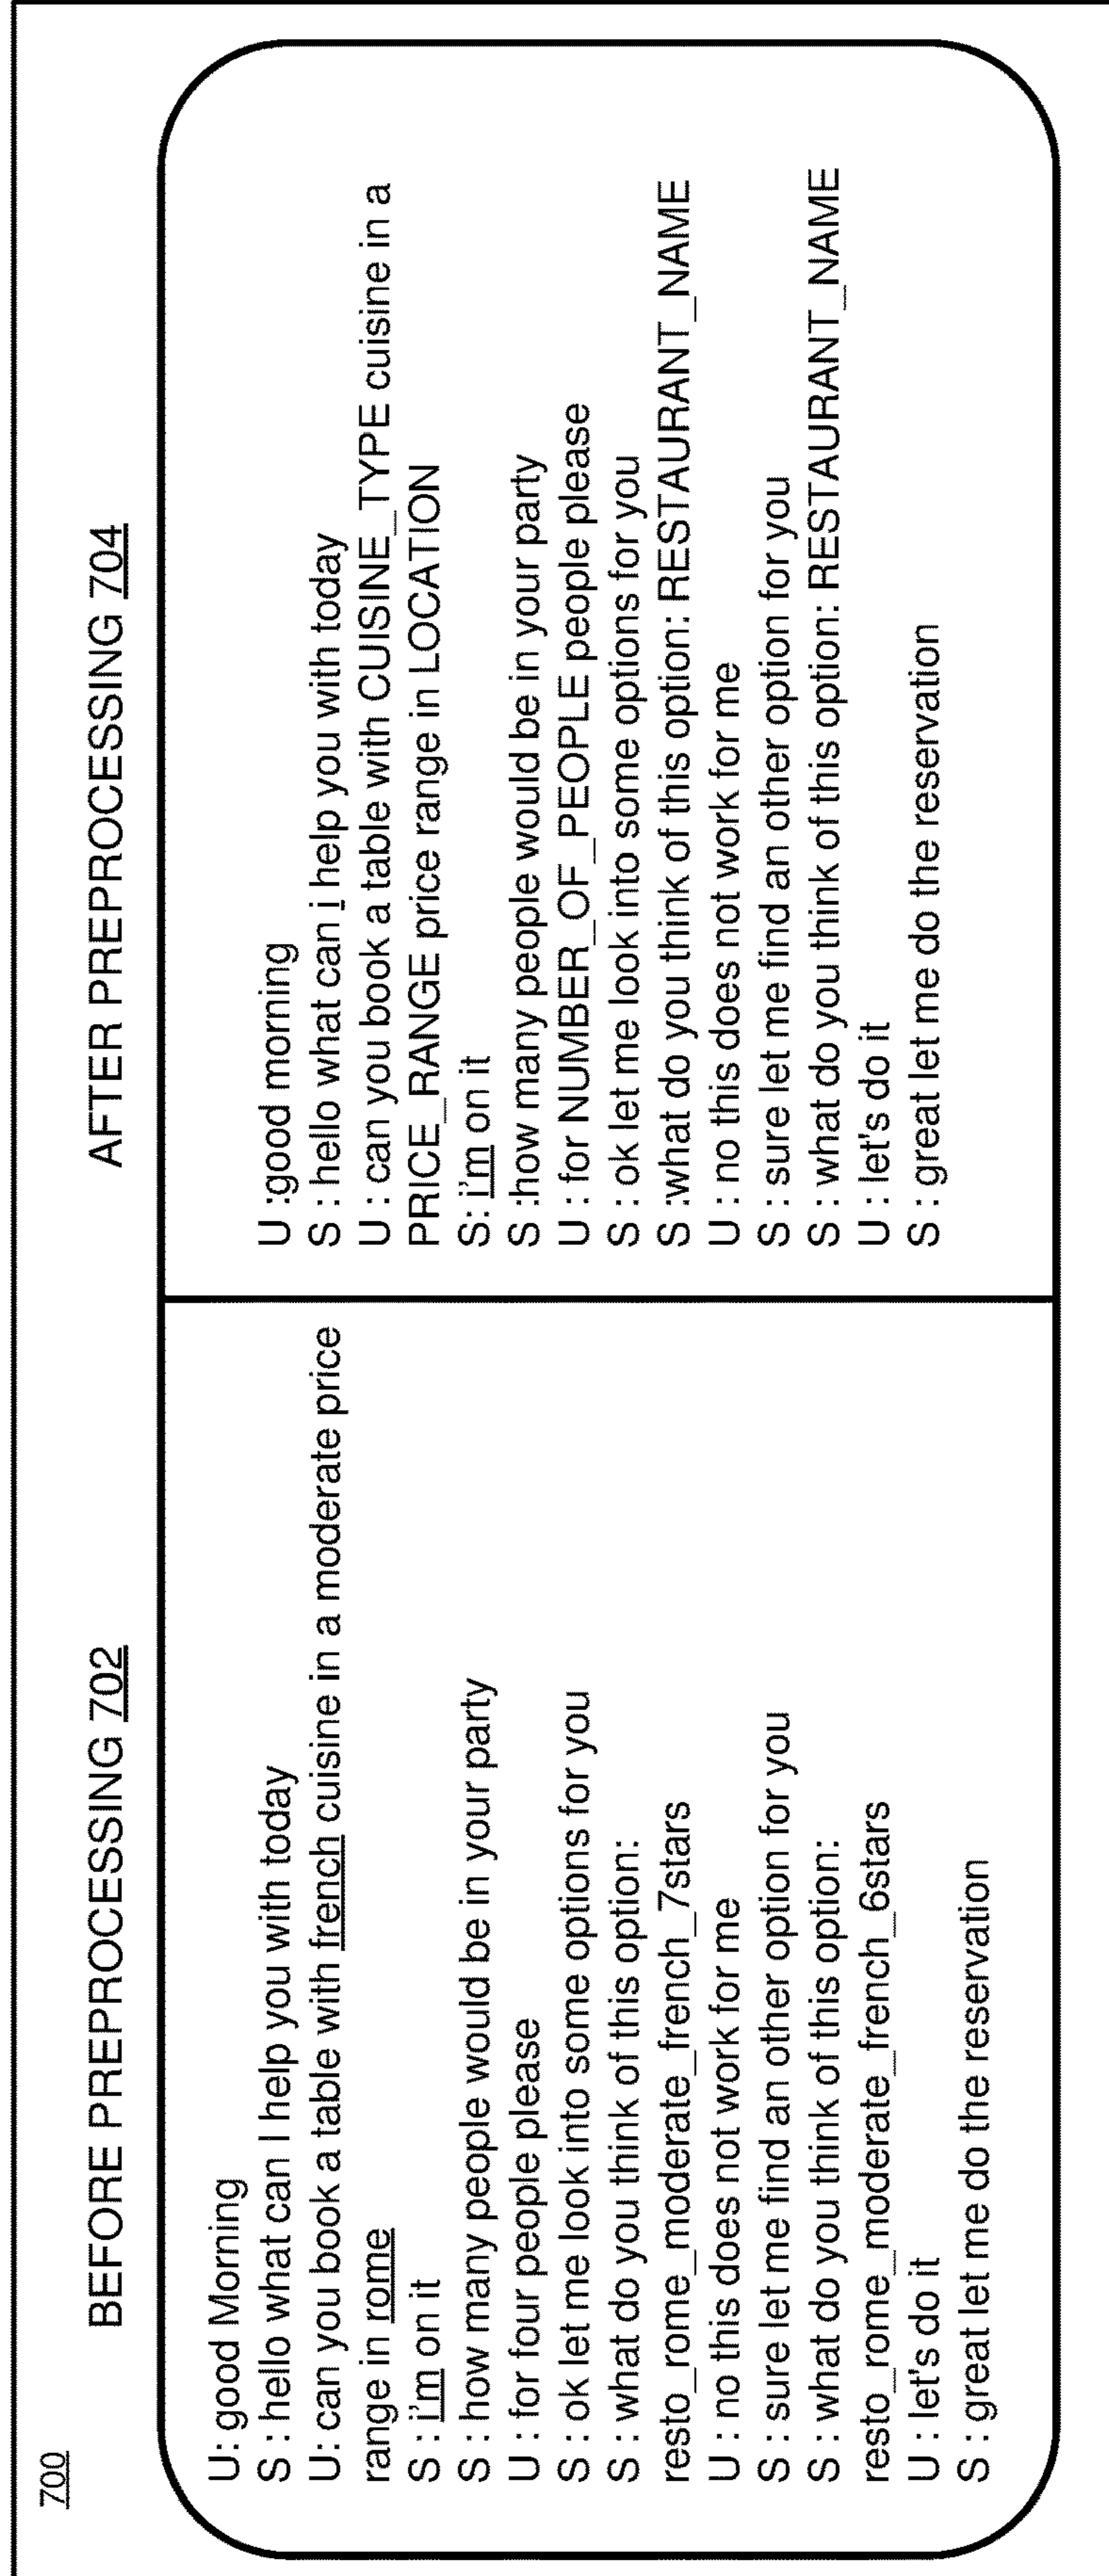 700
BEFORE PREPROCESSING 702
U: good Morning
S : hello what can I help you with today
U: can you book a table with french cuisine in a moderate price
range in rome
S : i'm on it
S : how many people would be in your party
U : for four people please
S : ok let me look into some options for you
S : what do you think of this option:
resto_rome_moderate_french_7stars
U : no this does not work for me
S : sure let me find an other option for you
S : what do you think of this option:
resto_rome_moderate_french_6stars
U : let's do it
S : great let me do the reservation
AFTER PREPROCESSING 704
U :good morning
S : hello what can i help you with today
U : can you book a table with CUISINE_TYPE cuisine in a
PRICE_RANGE price range in LOCATION
S: i'm on it
S :how many people would be in your party
U : for NUMBER_OF_PEOPLE people please
S : ok let me look into some options for you
S :what do you think of this option: RESTAURANT_NAME
U : no this does not work for me
S : sure let me find an other option for you
S : what do you think of this option: RESTAURANT_NAME
U : let's do it
S : great let me do the reservation